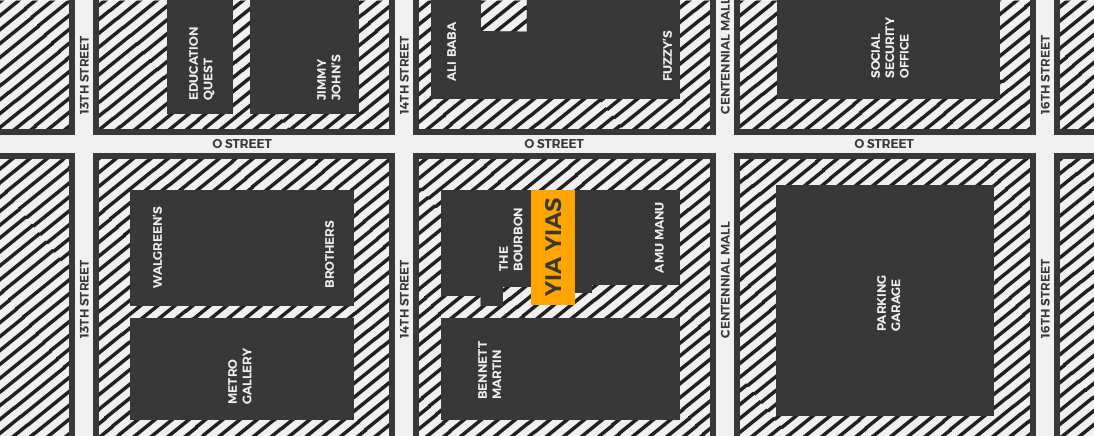 13TH STREET
EDUCATION
QUEST
JIMMY
JOHN'S
14TH STREET
ALI BABA
FUZZY'S
CENTENNIAL MALL
SOCIAL
SECURITY
OFFICE
16TH STREET
O STREET
O STREET
O STREET
13TH STREET
WALGREEN'S
BROTHERS
METRO
GALLERY
14TH STREET
THE
BOURBON
YIA YIAS
AMU MANU
BENNETT
MARTIN
CENTENNIAL MALL
PARKING
GARAGE
16TH STREET